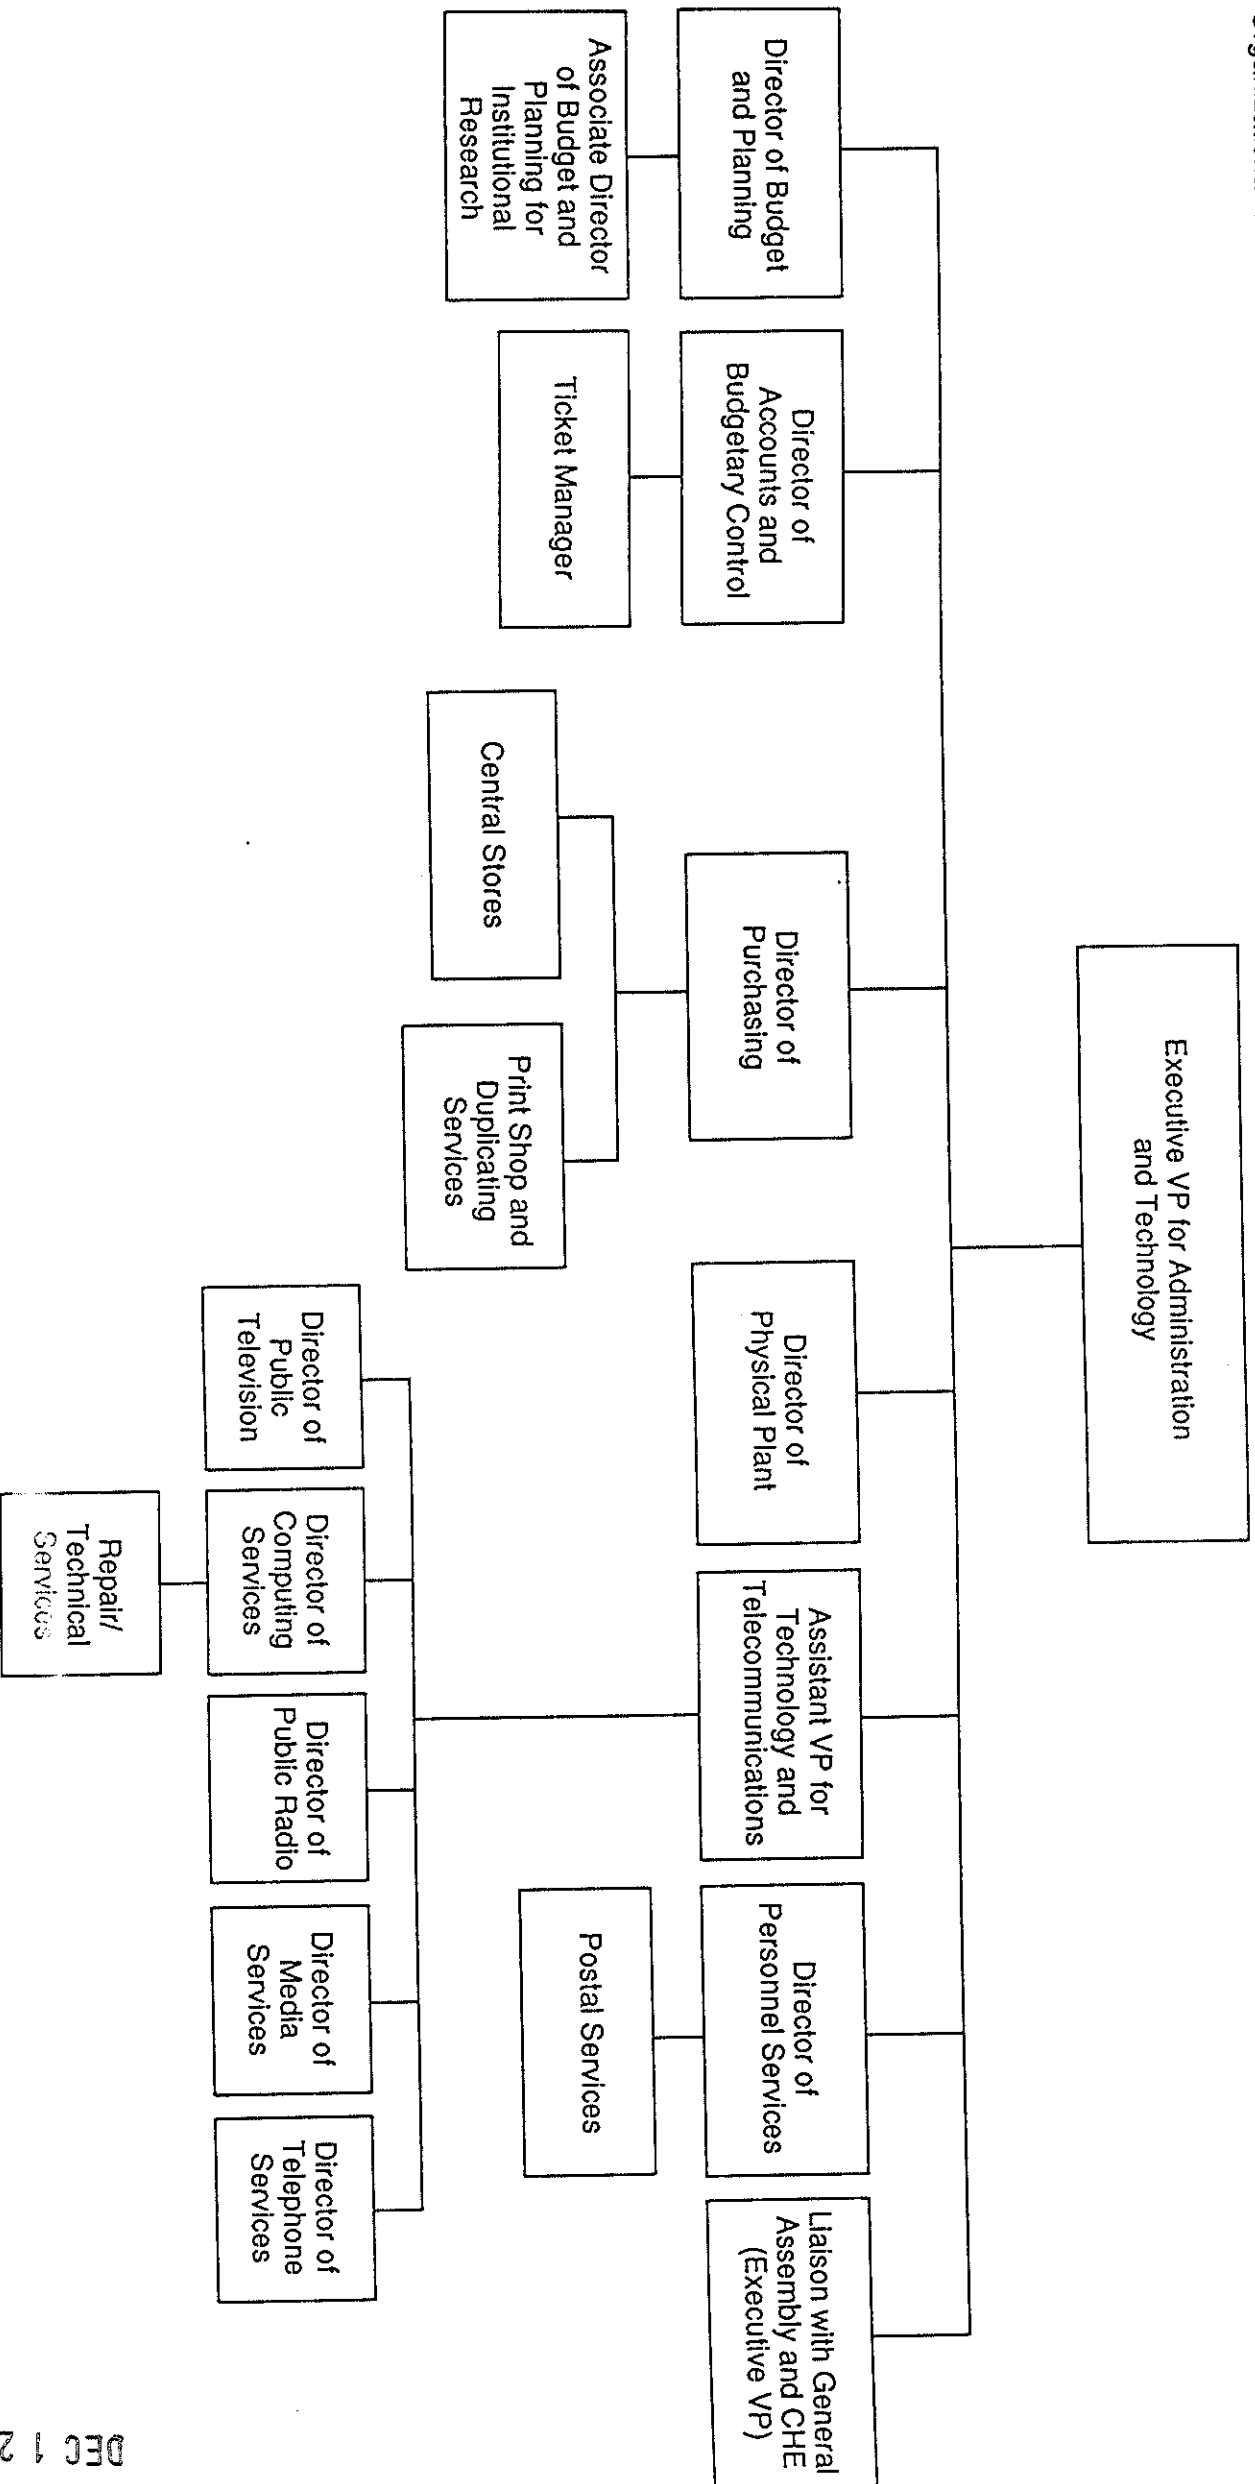 Executive VP for Administration
and Technology
Director of Budget
and Planning
Director of
Accounts and
Budgetary Control
Director of
Purchasing
Director of
Physical Plant
Assistant VP for
Technology and
Telecommunications
Director of
Personnel Services
Liaison with General
Assembly and CHE
(Executive VP)
Associate Director
of Budget and
Planning for
Institutional
Research
Ticket Manager
Central Stores
Print Shop and
Duplicating
Services
Postal Services
Director of
Public
Television
Director of
Computing
Services
Director of
Public Radio
Director of
Media
Services
Director of
Telephone
Services
Repair/
Technical
Services
DEC 1 2